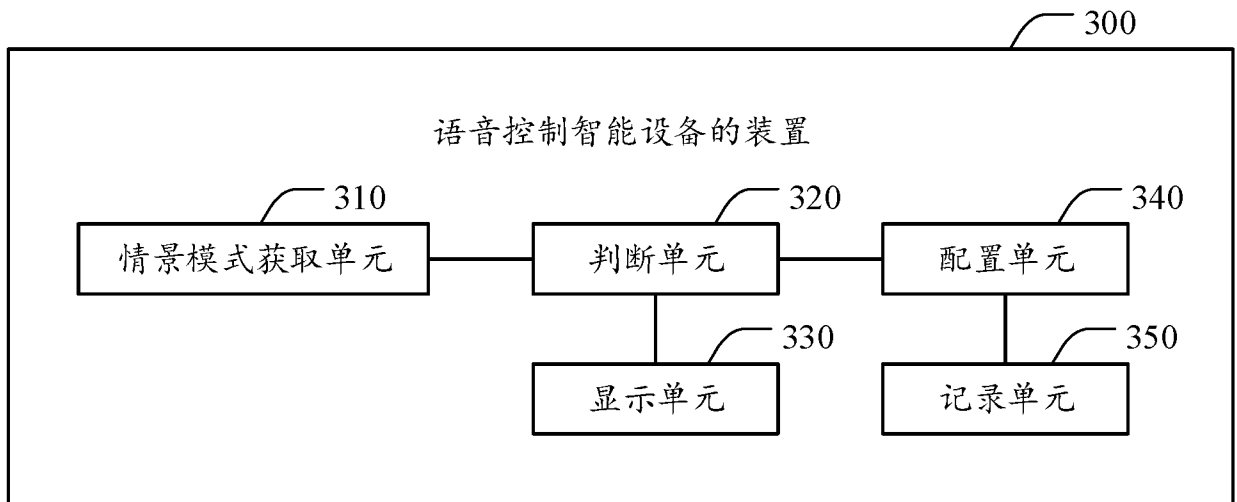 300
语音控制智能设备的装置
310
320
340
情景模式获取单元
判断单元
配置单元
330
350
显示单元
记录单元